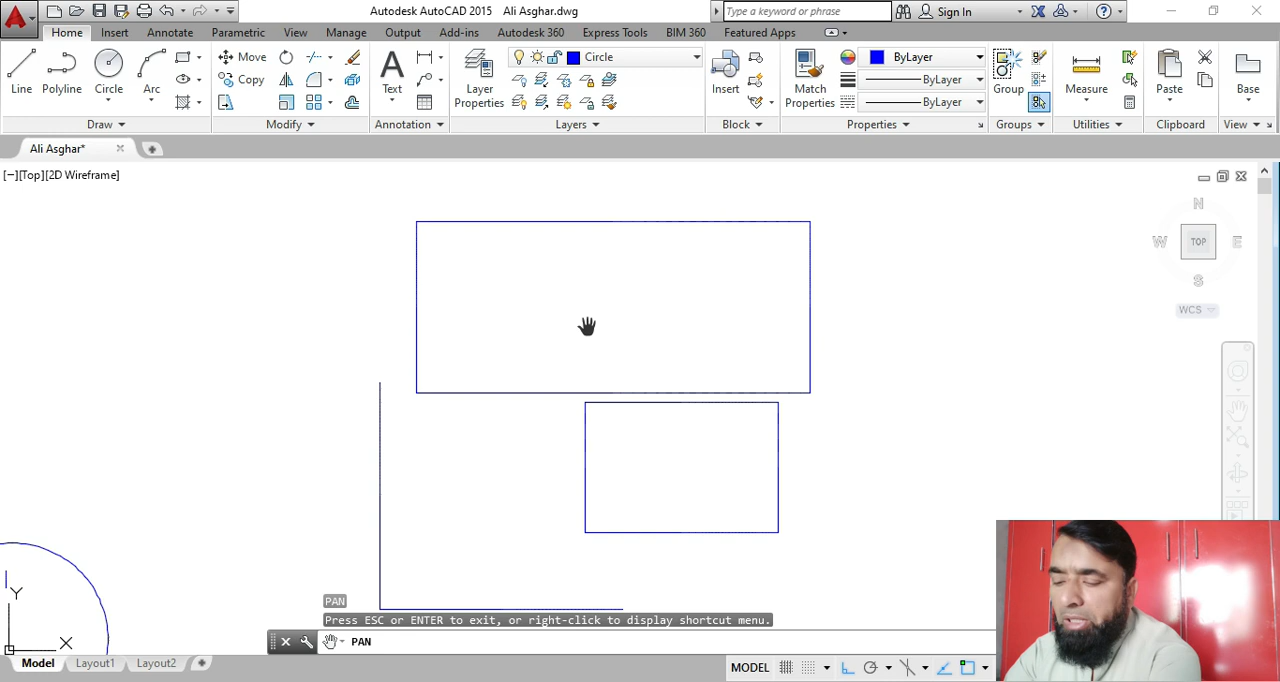 Autodesk AutoCAD 2015 Ali Asghar.dwg
Type a keyword or phrase
Sign In
Home Insert Annotate Parametric View Manage Output Add-ins Autodesk 360 Express Tools BIM 360 Featured Apps
Line Polyline Circle Arc
Move
Copy
Text
Layer Properties
Circle
Insert
Match Properties
ByLayer
ByLayer
ByLayer
Group
Measure
Paste
Base
Draw Modify Annotation Layers Block Properties Groups Utilities Clipboard View
Ali Asghar*
[−][Top][2D Wireframe]
N
W TOP E
S
WCS
Y
X
PAN
Press ESC or ENTER to exit, or right-click to display shortcut menu.
PAN
Model Layout1 Layout2
MODEL